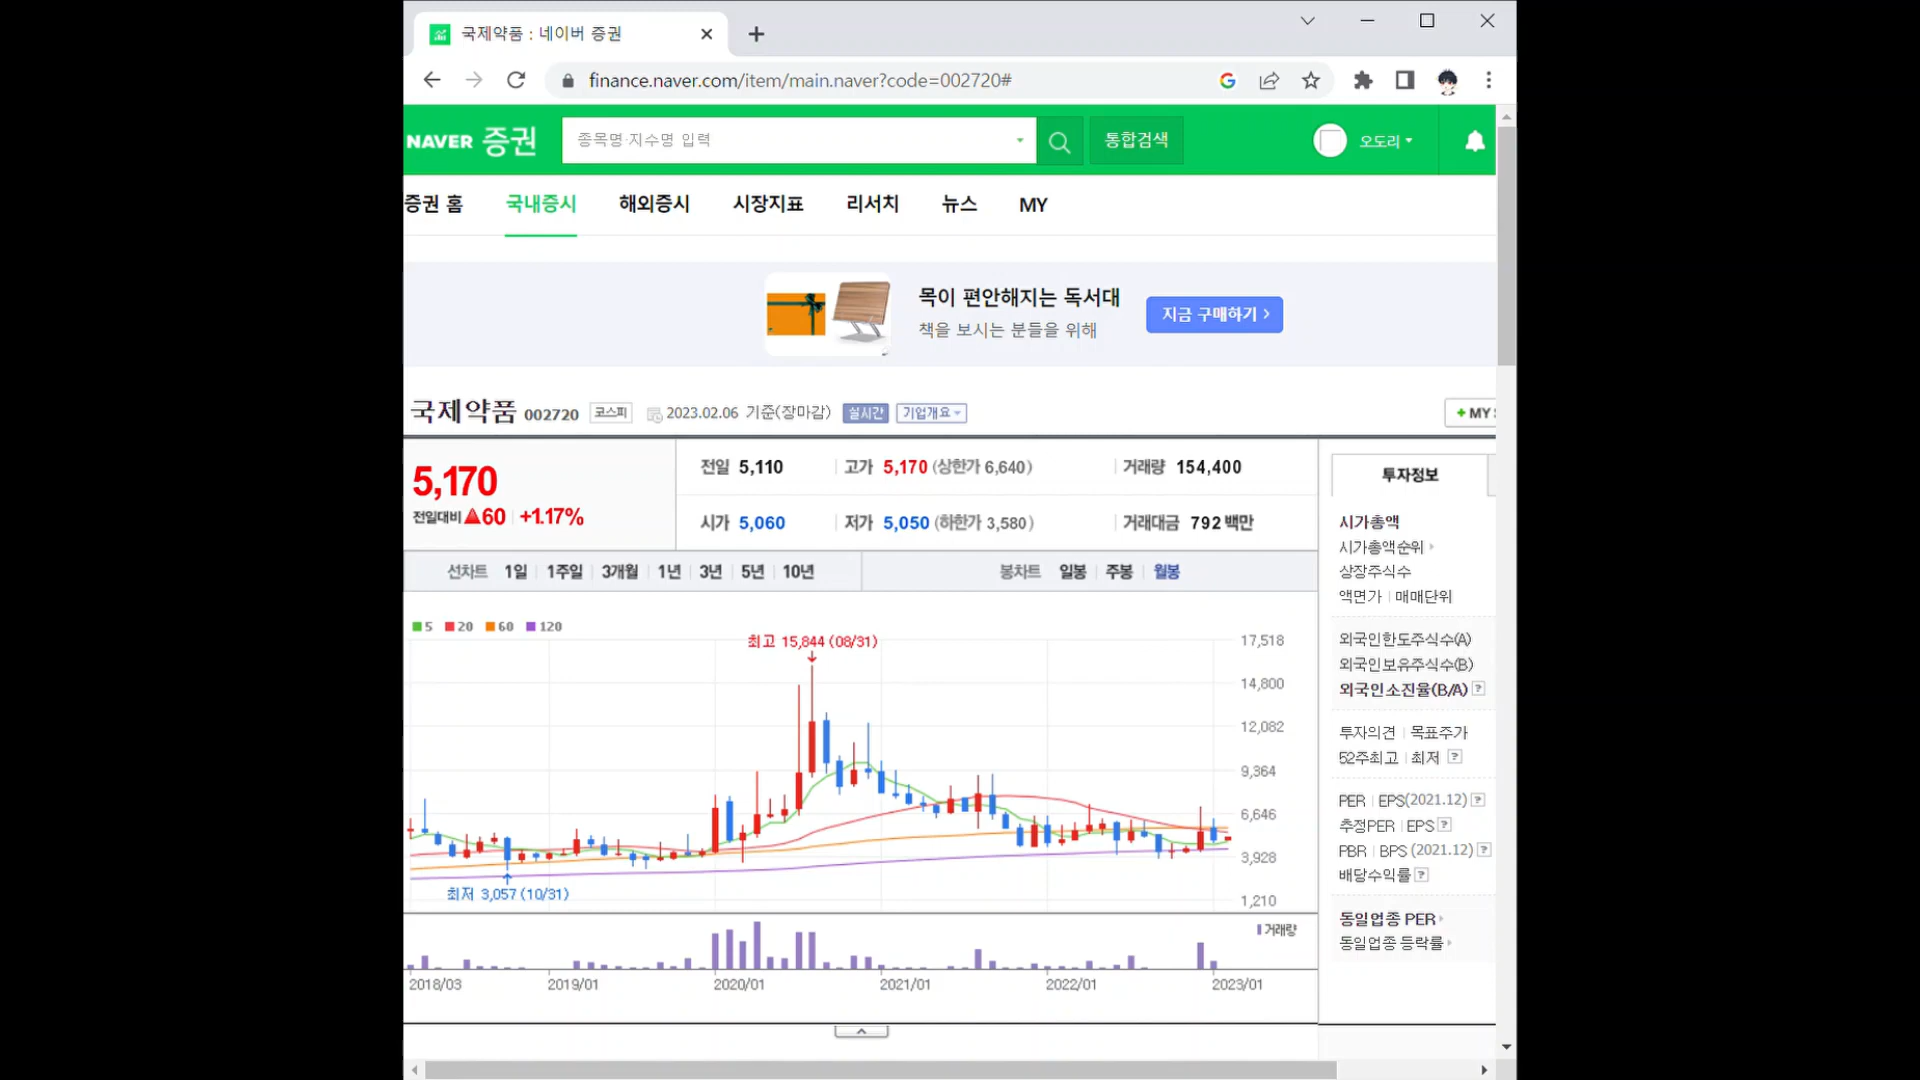 국제약품 : 네이버 증권
finance.naver.com/item/main.naver?code=002720#
NAVER 증권
종목명·지수명 입력
통합검색
오도리
증권 홈
국내증시
해외증시
시장지표
리서치
뉴스
MY
목이 편안해지는 독서대
책을 보시는 분들을 위해
지금 구매하기
국제약품 002720 코스피 2023.02.06 기준(장마감) 실시간 기업개요
+ MY
5,170
전일대비 ▲60 +1.17%
전일 5,110 고가 5,170 (상한가 6,640) 거래량 154,400
시가 5,060 저가 5,050 (하한가 3,580) 거래대금 792 백만
선차트 1일 1주일 3개월 1년 3년 5년 10년
봉차트 일봉 주봉 월봉
5 20 60 120
최고 15,844 (08/31)
17,518
14,800
12,082
9,364
6,646
3,928
1,210
최저 3,057 (10/31)
거래량
2018/03 2019/01 2020/01 2021/01 2022/01 2023/01
투자정보
시가총액
시가총액순위
상장주식수
액면가 | 매매단위
외국인한도주식수(A)
외국인보유주식수(B)
외국인소진율(B/A) ?
투자의견 | 목표주가
52주최고 | 최저 ?
PER | EPS(2021.12) ?
추정PER | EPS ?
PBR | BPS (2021.12) ?
배당수익률 ?
동일업종 PER
동일업종 등락률